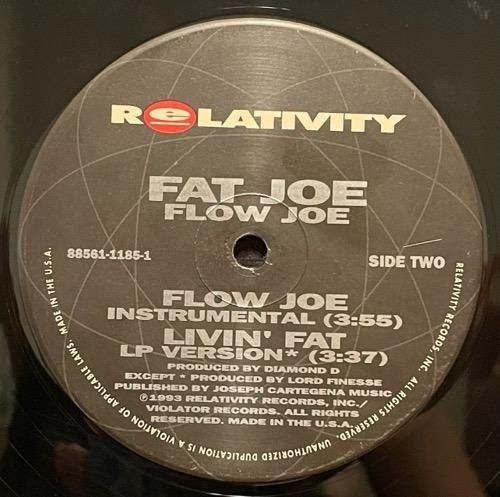 RELATIVITY
FAT JOE
FLOW JOE
88561-1185-1
SIDE TWO
FLOW JOE
INSTRUMENTAL (3:55)
LIVIN' FAT
LP VERSION* (3:37)
PRODUCED BY DIAMOND D
EXCEPT * PRODUCED BY LORD FINESSE
PUBLISHED BY JOSEPH CARTEGENA MUSIC
℗1993 RELATIVITY RECORDS, INC./
VIOLATOR RECORDS. ALL RIGHTS
RESERVED. MADE IN THE U.S.A.
RELATIVITY RECORDS, INC. ALL RIGHTS RESERVED. UNAUTHORIZED DUPLICATION IS A VIOLATION OF APPLICABLE LAWS. MADE IN U.S.A.